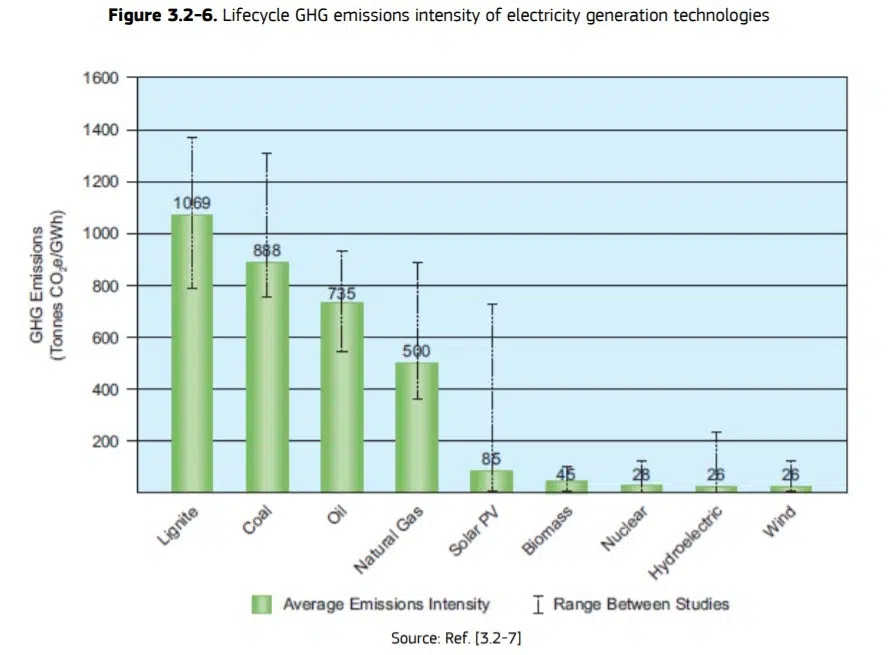 Figure 3.2-6. Lifecycle GHG emissions intensity of electricity generation technologies
1600
1400
1200
1000
800
600
400
200
GHG Emissions
(Tonnes CO₂e/GWh)
1069
888
735
500
85
45
28
26
26
Lignite
Coal
Oil
Natural Gas
Solar PV
Biomass
Nuclear
Hydroelectric
Wind
Average Emissions Intensity
Range Between Studies
Source: Ref. [3.2-7]